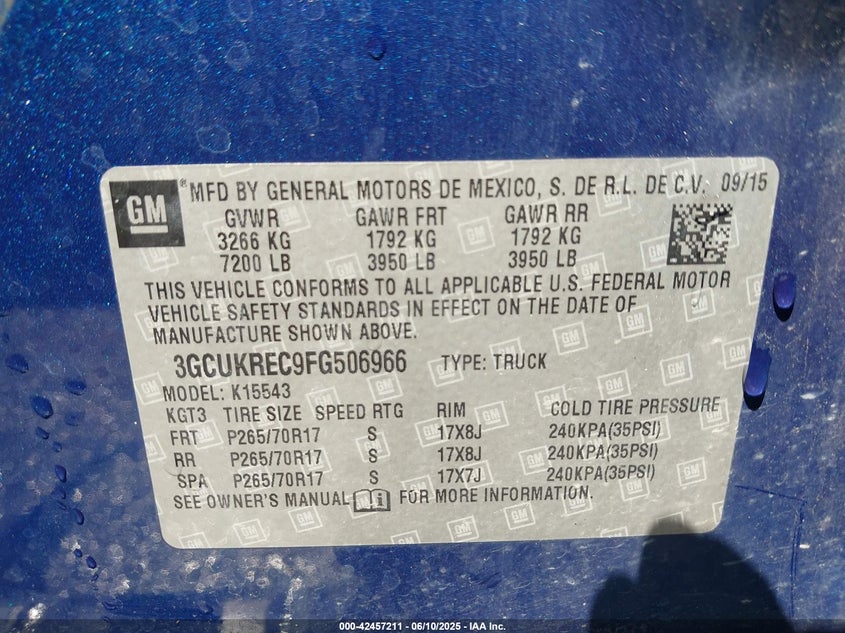 GM ® MFD BY GENERAL MOTORS DE MEXICO, S. DE R.L. DE C.V. 09/15
GVWR GAWR FRT GAWR RR
3266 KG 1792 KG 1792 KG
7200 LB 3950 LB 3950 LB
THIS VEHICLE CONFORMS TO ALL APPLICABLE U.S. FEDERAL MOTOR
VEHICLE SAFETY STANDARDS IN EFFECT ON THE DATE OF
MANUFACTURE SHOWN ABOVE.
3GCUKREC9FG506966 TYPE: TRUCK
MODEL: K15543
KGT3 TIRE SIZE SPEED RTG RIM COLD TIRE PRESSURE
FRT P265/70R17 S 17X8J 240KPA(35PSI)
RR P265/70R17 S 17X8J 240KPA(35PSI)
SPA P265/70R17 S 17X7J 240KPA(35PSI)
SEE OWNER'S MANUAL FOR MORE INFORMATION.
000-42457211 - 06/10/2025 - IAA Inc.